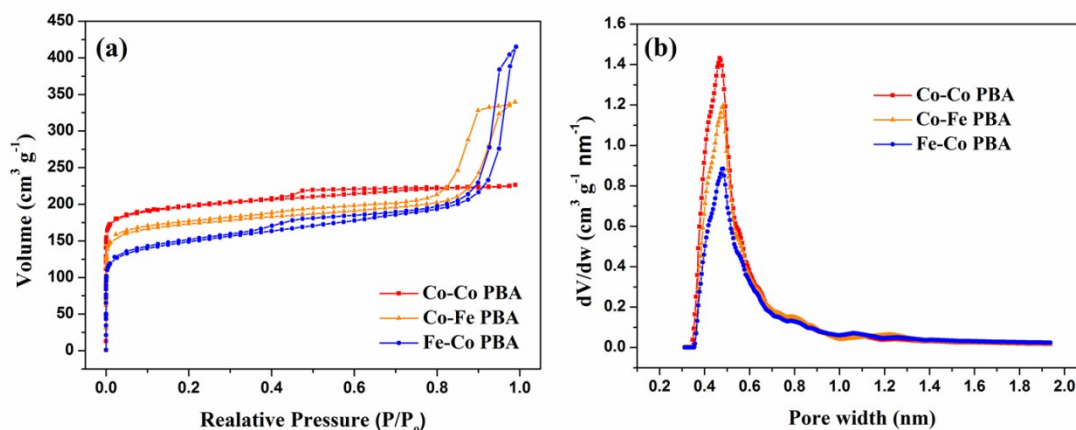 (a)
Volume (cm³ g⁻¹)
450
400
350
300
250
200
150
100
50
0
Co-Co PBA
Co-Fe PBA
Fe-Co PBA
0.0 0.2 0.4 0.6 0.8 1.0
Realative Pressure (P/P₀)
(b)
dV/dw (cm³ g⁻¹ nm⁻¹)
1.6
1.4
1.2
1.0
0.8
0.6
0.4
0.2
0.0
Co-Co PBA
Co-Fe PBA
Fe-Co PBA
0.2 0.4 0.6 0.8 1.0 1.2 1.4 1.6 1.8 2.0
Pore width (nm)